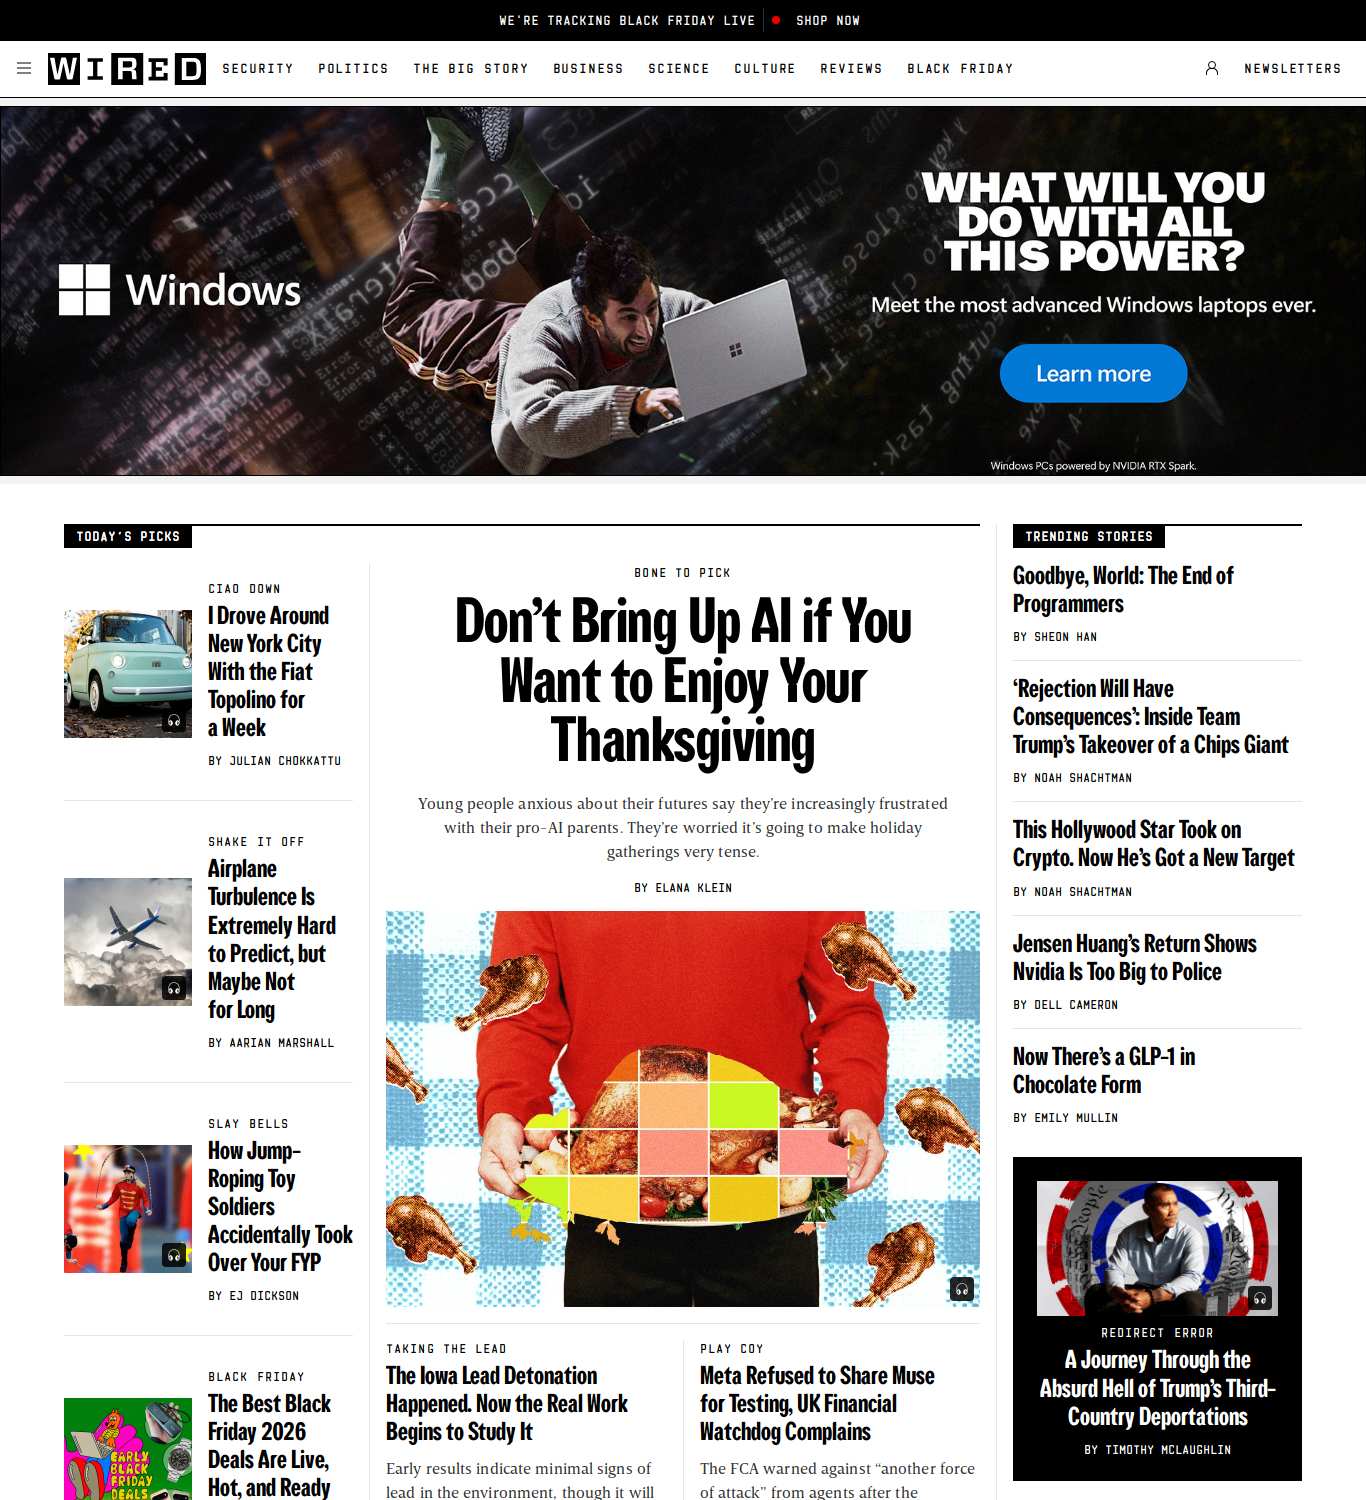 WE'RE TRACKING BLACK FRIDAY LIVE
SHOP NOW
WIRED
SECURITY
POLITICS
THE BIG STORY
BUSINESS
SCIENCE
CULTURE
REVIEWS
BLACK FRIDAY
NEWSLETTERS
Windows
WHAT WILL YOU
DO WITH ALL
THIS POWER?
Meet the most advanced Windows laptops ever.
Learn more
Windows PCs powered by NVIDIA RTX Spark.
TODAY'S PICKS
CIAO DOWN
I Drove Around
New York City
With the Fiat
Topolino for
a Week
BY JULIAN CHOKKATTU
SHAKE IT OFF
Airplane
Turbulence Is
Extremely Hard
to Predict, but
Maybe Not
for Long
BY AARIAN MARSHALL
SLAY BELLS
How Jump-
Roping Toy
Soldiers
Accidentally Took
Over Your FYP
BY EJ DICKSON
BLACK FRIDAY
The Best Black
Friday 2026
Deals Are Live,
Hot, and Ready
EARLY
BLACK
FRIDAY
DEALS
BONE TO PICK
Don’t Bring Up AI if You
Want to Enjoy Your
Thanksgiving
Young people anxious about their futures say they’re increasingly frustrated
with their pro-AI parents. They’re worried it’s going to make holiday
gatherings very tense.
BY ELANA KLEIN
TAKING THE LEAD
The Iowa Lead Detonation
Happened. Now the Real Work
Begins to Study It
Early results indicate minimal signs of
lead in the environment, though it will
PLAY COY
Meta Refused to Share Muse
for Testing, UK Financial
Watchdog Complains
The FCA warned against “another force
of attack” from agents after the
TRENDING STORIES
Goodbye, World: The End of
Programmers
BY SHEON HAN
‘Rejection Will Have
Consequences’: Inside Team
Trump’s Takeover of a Chips Giant
BY NOAH SHACHTMAN
This Hollywood Star Took on
Crypto. Now He’s Got a New Target
BY NOAH SHACHTMAN
Jensen Huang’s Return Shows
Nvidia Is Too Big to Police
BY DELL CAMERON
Now There’s a GLP-1 in
Chocolate Form
BY EMILY MULLIN
REDIRECT ERROR
A Journey Through the
Absurd Hell of Trump’s Third-
Country Deportations
BY TIMOTHY MCLAUGHLIN